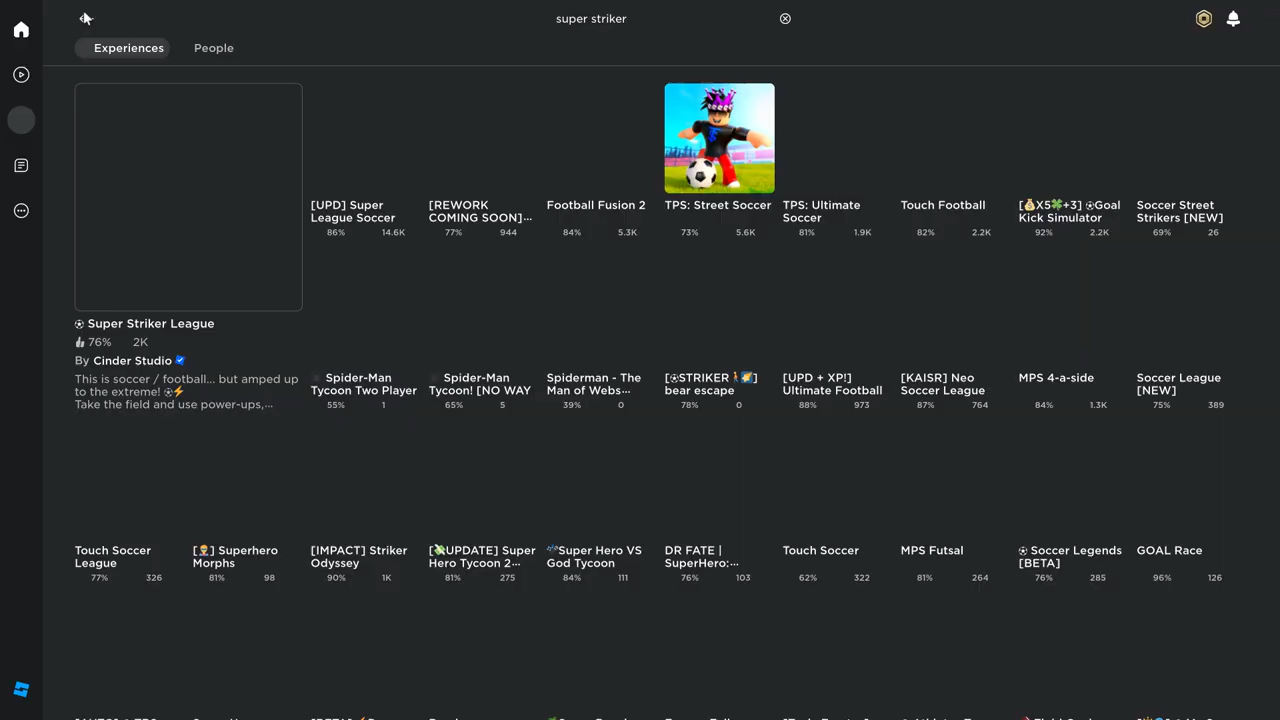 super striker
Experiences People
[UPD] Super
League Soccer
86% 14.6K
[REWORK
COMING SOON]...
77% 944
Football Fusion 2
84% 5.3K
TPS: Street Soccer
73% 5.6K
TPS: Ultimate
Soccer
81% 1.9K
Touch Football
82% 2.2K
[💰X5🍀+3] ⚽Goal
Kick Simulator
92% 2.2K
Soccer Street
Strikers [NEW]
69% 26
⚽ Super Striker League
76% 2K
By Cinder Studio
This is soccer / football... but amped up
to the extreme! ⚽⚡
Take the field and use power-ups,...
Spider-Man
Tycoon Two Player
55% 1
Spider-Man
Tycoon! [NO WAY
65% 5
Spiderman - The
Man of Webs...
39% 0
[⚽STRIKER🚶]
bear escape
78% 0
[UPD + XP!]
Ultimate Football
88% 973
[KAISR] Neo
Soccer League
87% 764
MPS 4-a-side
84% 1.3K
Soccer League
[NEW]
75% 389
Touch Soccer
League
77% 326
[🦸] Superhero
Morphs
81% 98
[IMPACT] Striker
Odyssey
90% 1K
[💸UPDATE] Super
Hero Tycoon 2...
81% 275
Super Hero VS
God Tycoon
84% 111
DR FATE |
SuperHero:...
76% 103
Touch Soccer
62% 322
MPS Futsal
81% 264
⚽ Soccer Legends
[BETA]
76% 285
GOAL Race
96% 126